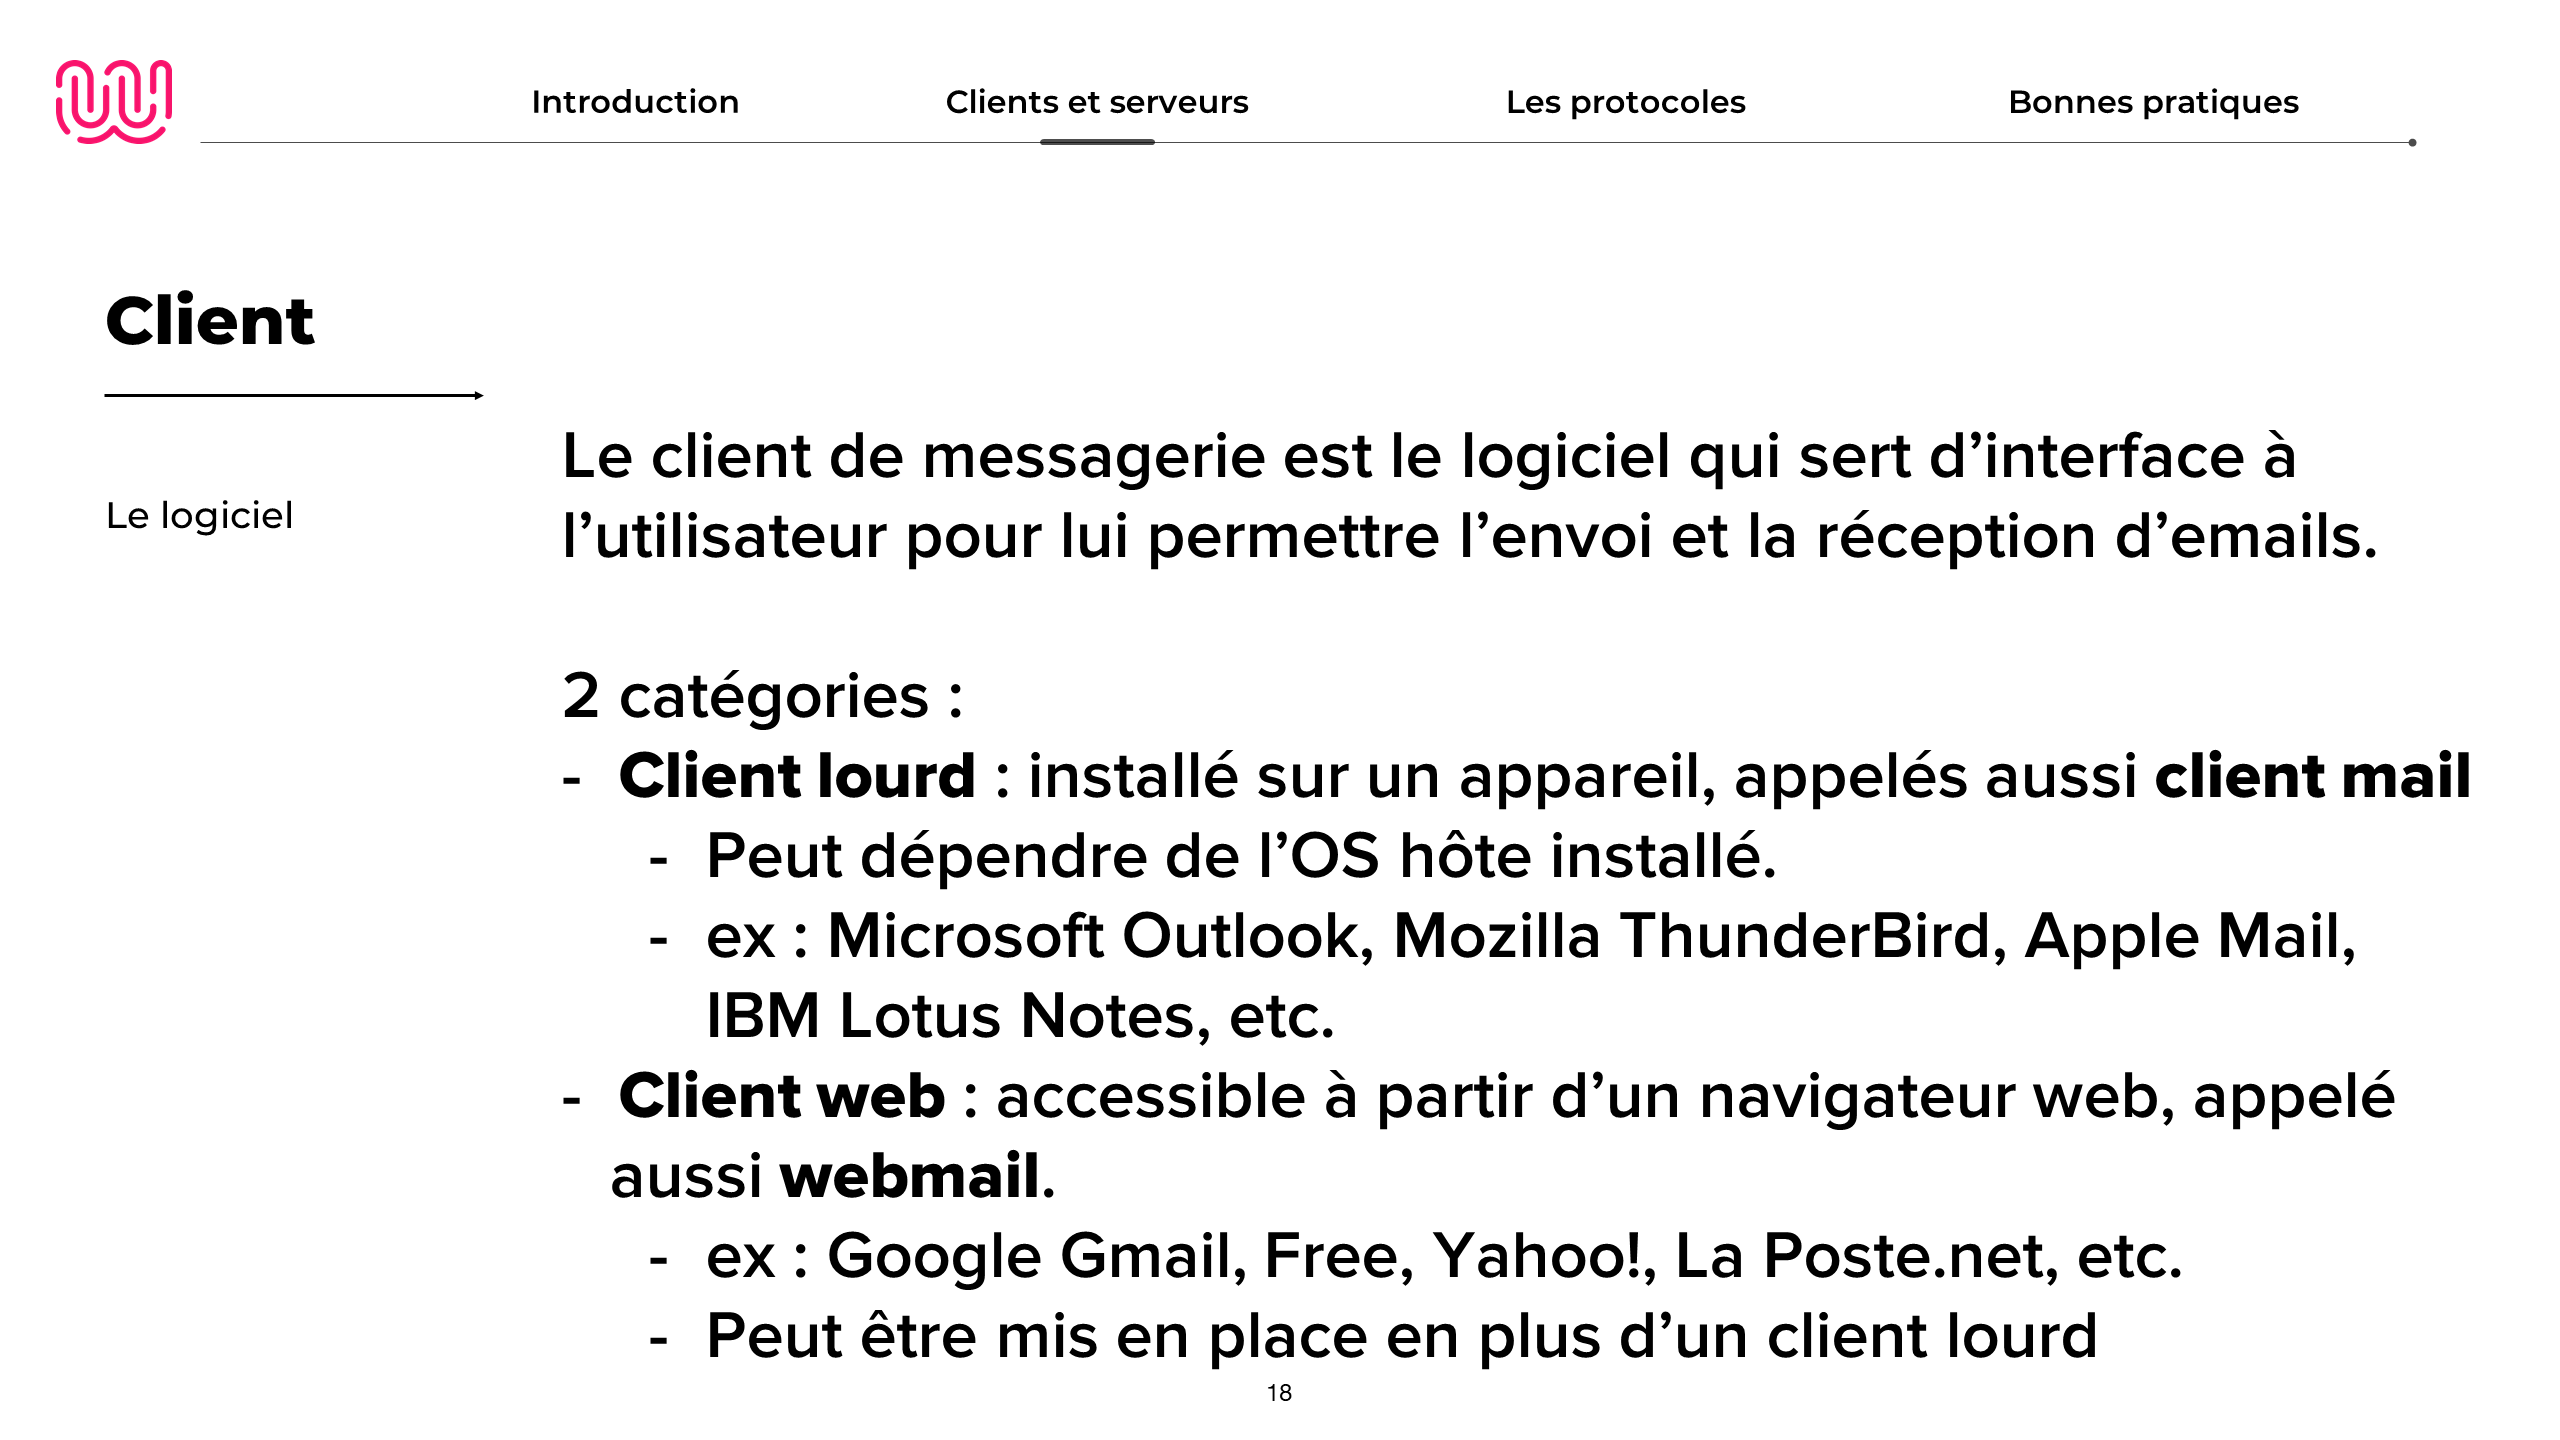 Introduction
Clients et serveurs
Les protocoles
Bonnes pratiques
Client
Le logiciel
Le client de messagerie est le logiciel qui sert d’interface à
l’utilisateur pour lui permettre l’envoi et la réception d’emails.
2 catégories :
- Client lourd : installé sur un appareil, appelés aussi client mail
- Peut dépendre de l’OS hôte installé.
- ex : Microsoft Outlook, Mozilla ThunderBird, Apple Mail,
IBM Lotus Notes, etc.
- Client web : accessible à partir d’un navigateur web, appelé
aussi webmail.
- ex : Google Gmail, Free, Yahoo!, La Poste.net, etc.
- Peut être mis en place en plus d’un client lourd
18